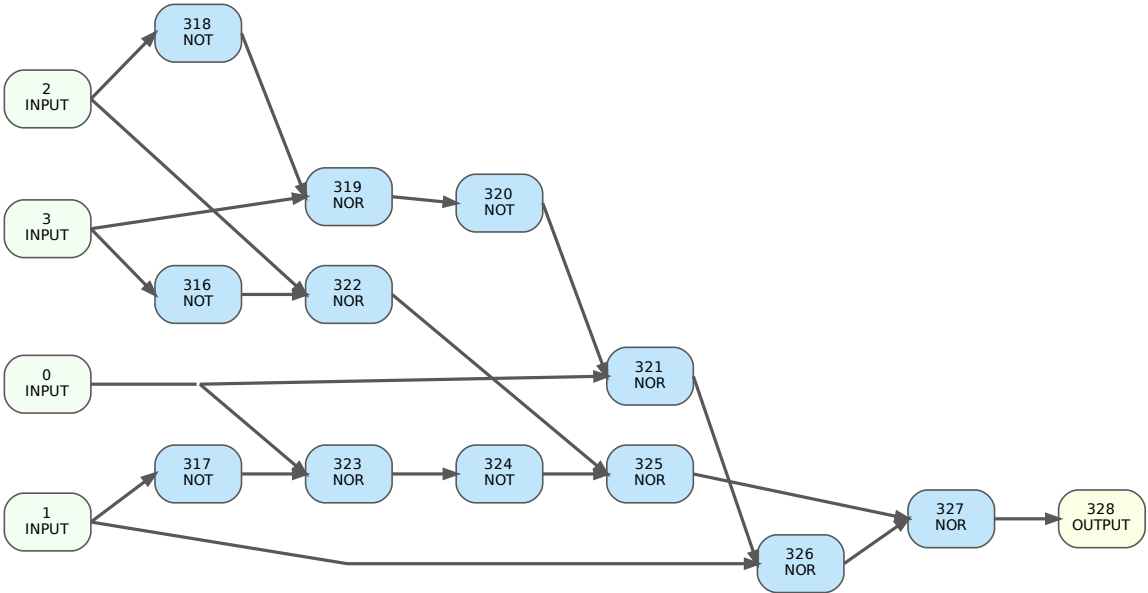 318
NOT
2
INPUT
319
NOR
320
NOT
3
INPUT
316
NOT
322
NOR
0
INPUT
321
NOR
317
NOT
323
NOR
324
NOT
325
NOR
1
INPUT
327
NOR
328
OUTPUT
326
NOR